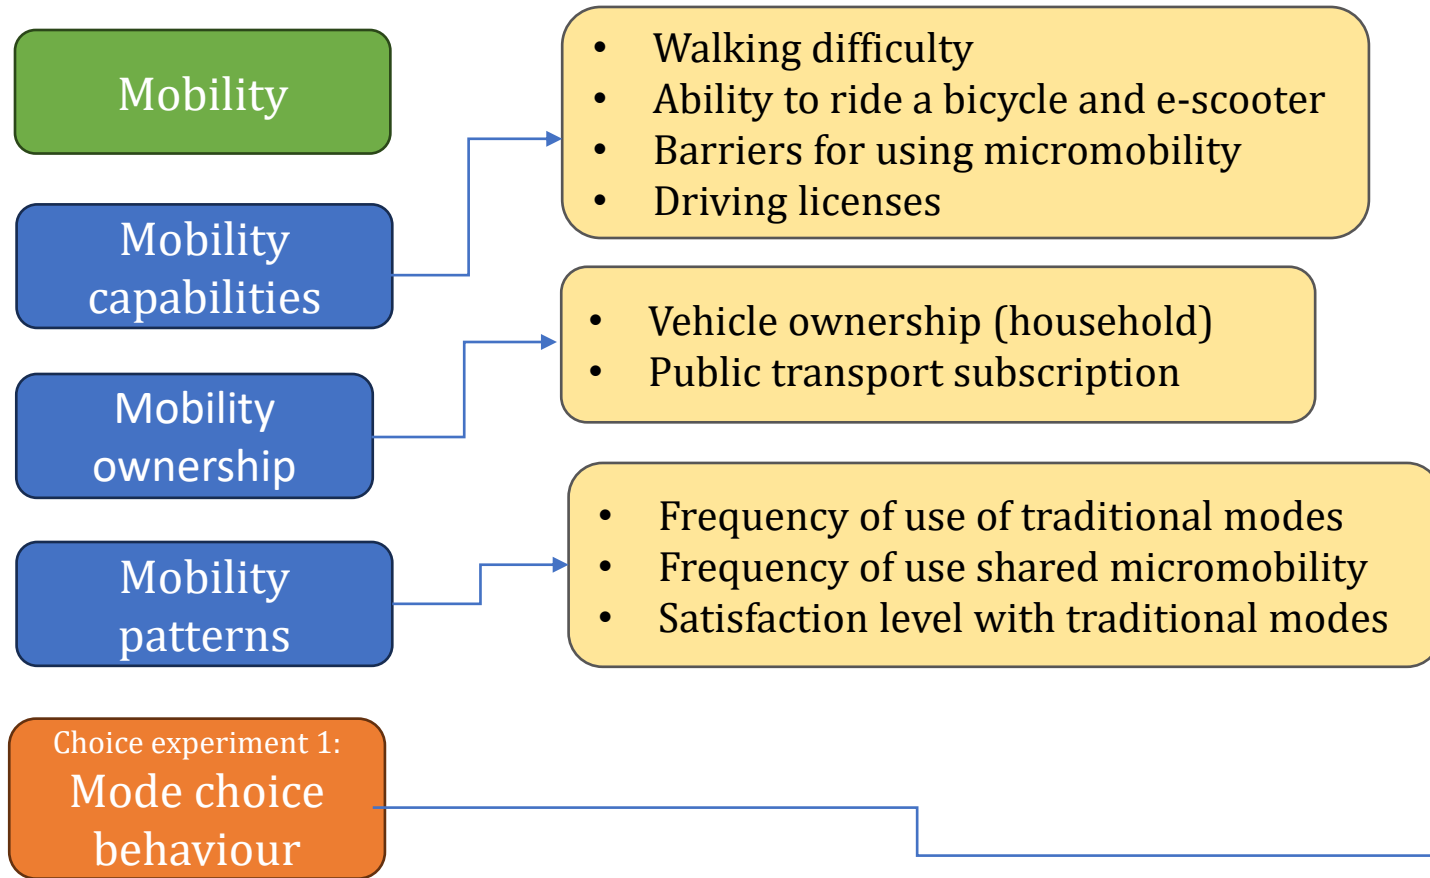 Mobility
• Walking difficulty
• Ability to ride a bicycle and e-scooter
• Barriers for using micromobility
• Driving licenses
Mobility
capabilities
• Vehicle ownership (household)
• Public transport subscription
Mobility
ownership
• Frequency of use of traditional modes
• Frequency of use shared micromobility
• Satisfaction level with traditional modes
Mobility
patterns
Choice experiment 1:
Mode choice
behaviour